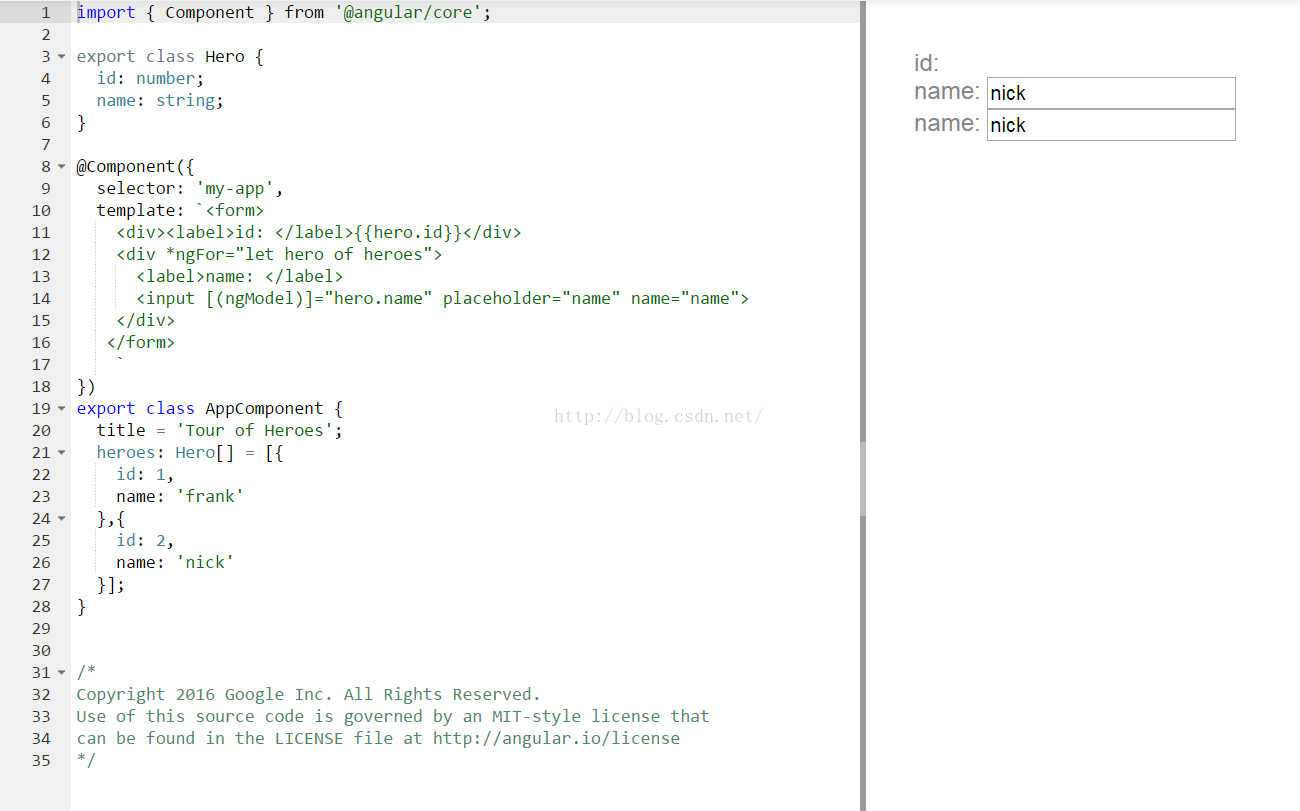 1 import { Component } from '@angular/core';
2
3 export class Hero {
4   id: number;
5   name: string;
6 }
7
8 @Component({
9   selector: 'my-app',
10   template: `<form>
11     <div><label>id: </label>{{hero.id}}</div>
12     <div *ngFor="let hero of heroes">
13       <label>name: </label>
14       <input [(ngModel)]="hero.name" placeholder="name" name="name">
15     </div>
16    </form>
17     `
18 })
19 export class AppComponent {
20   title = 'Tour of Heroes';
21   heroes: Hero[] = [{
22     id: 1,
23     name: 'frank'
24   },{
25     id: 2,
26     name: 'nick'
27   }];
28 }
29
30
31 /*
32 Copyright 2016 Google Inc. All Rights Reserved.
33 Use of this source code is governed by an MIT-style license that
34 can be found in the LICENSE file at http://angular.io/license
35 */
http://blog.csdn.net/
id:
name: nick
name: nick